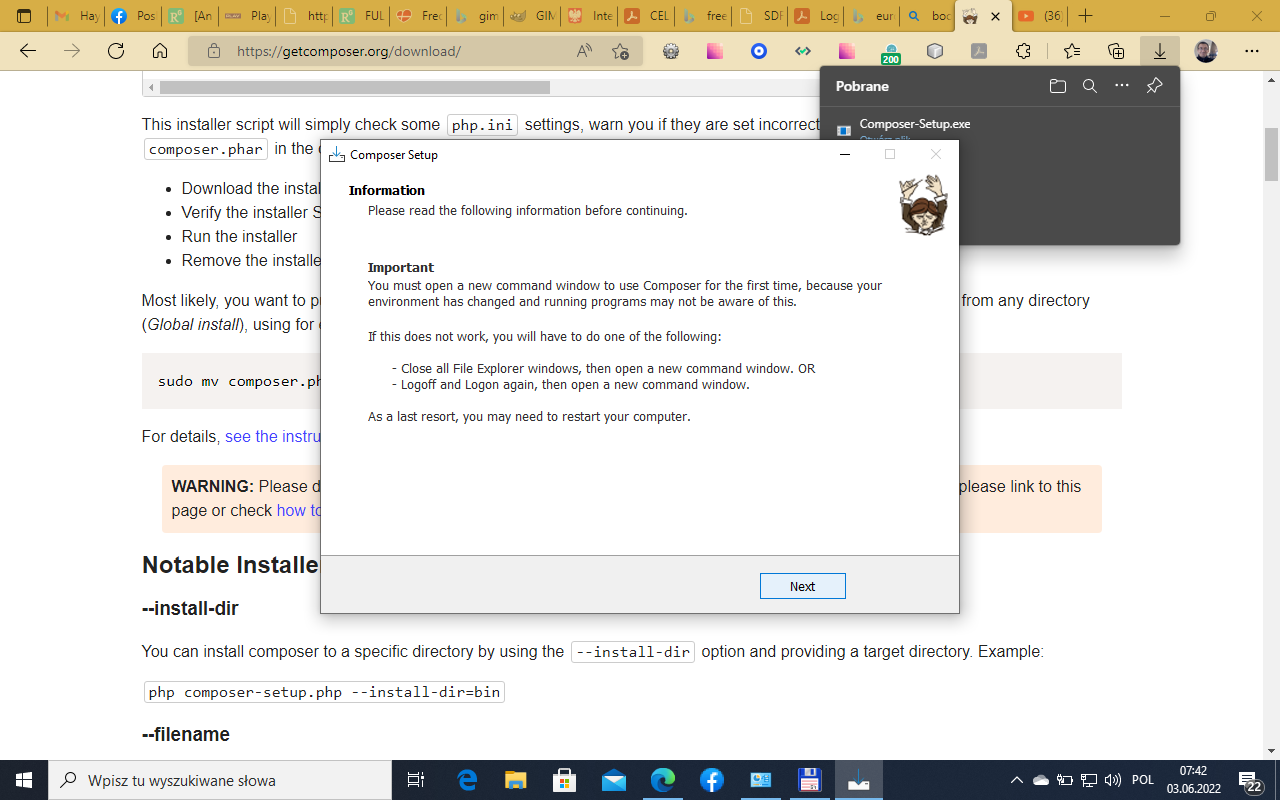 Hay
Pos
[An
Play
http
FUL
Fred
gim
GIM
Inte
CEL
free
SDF
Log
euri
boo
(36
https://getcomposer.org/download/
200
Pobrane
Composer-Setup.exe
Otwórz plik
This installer script will simply check some php.ini settings, warn you if they are set incorrect
composer.phar in the
Download the instal
Verify the installer S
Run the installer
Remove the installe
Most likely, you want to p
from any directory
(Global install), using for
sudo mv composer.ph
For details, see the instru
WARNING: Please d
please link to this
page or check how to
Notable Installe
--install-dir
You can install composer to a specific directory by using the --install-dir option and providing a target directory. Example:
php composer-setup.php --install-dir=bin
--filename
Composer Setup
Information
Please read the following information before continuing.
Important
You must open a new command window to use Composer for the first time, because your
environment has changed and running programs may not be aware of this.
If this does not work, you will have to do one of the following:
- Close all File Explorer windows, then open a new command window. OR
- Logoff and Logon again, then open a new command window.
As a last resort, you may need to restart your computer.
Next
Wpisz tu wyszukiwane słowa
POL
07:42
03.06.2022
22